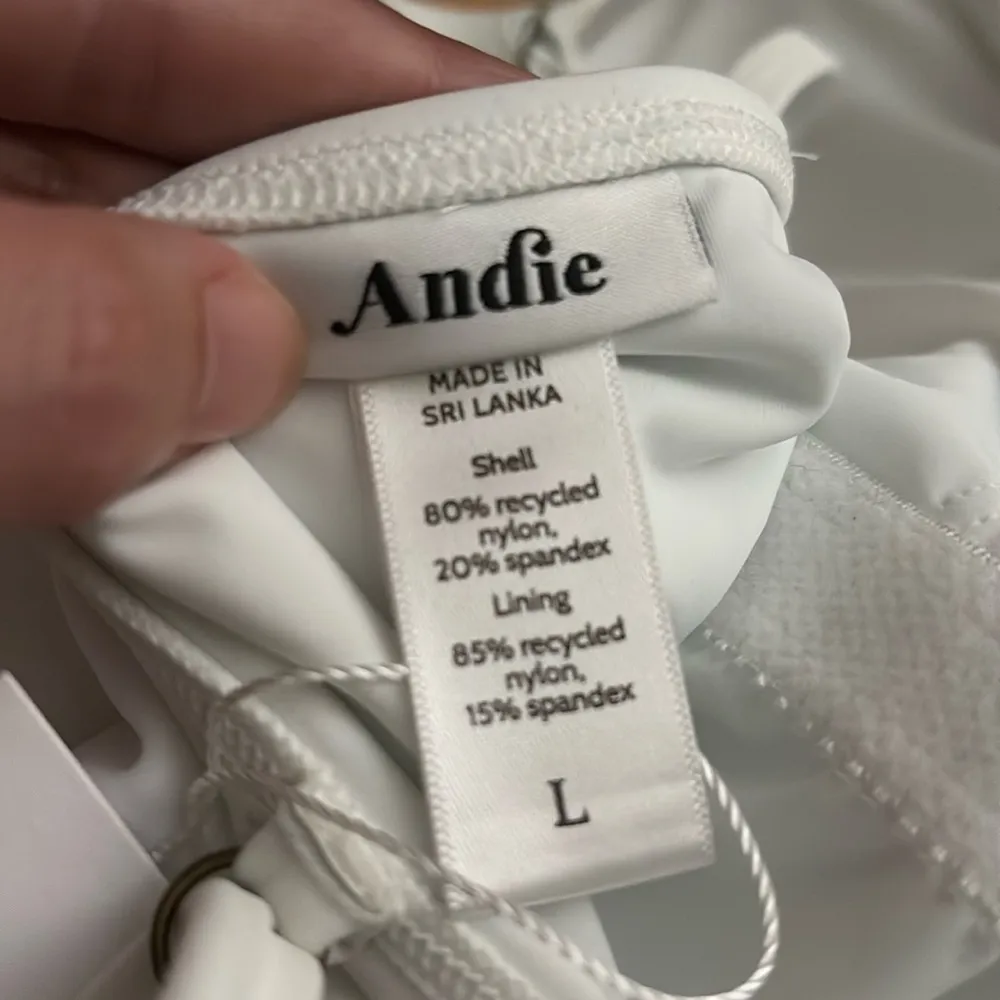 Andie
MADE IN
SRI LANKA
Shell
80% recycled
nylon,
20% spandex
Lining
85% recycled
nylon,
15% spandex
L